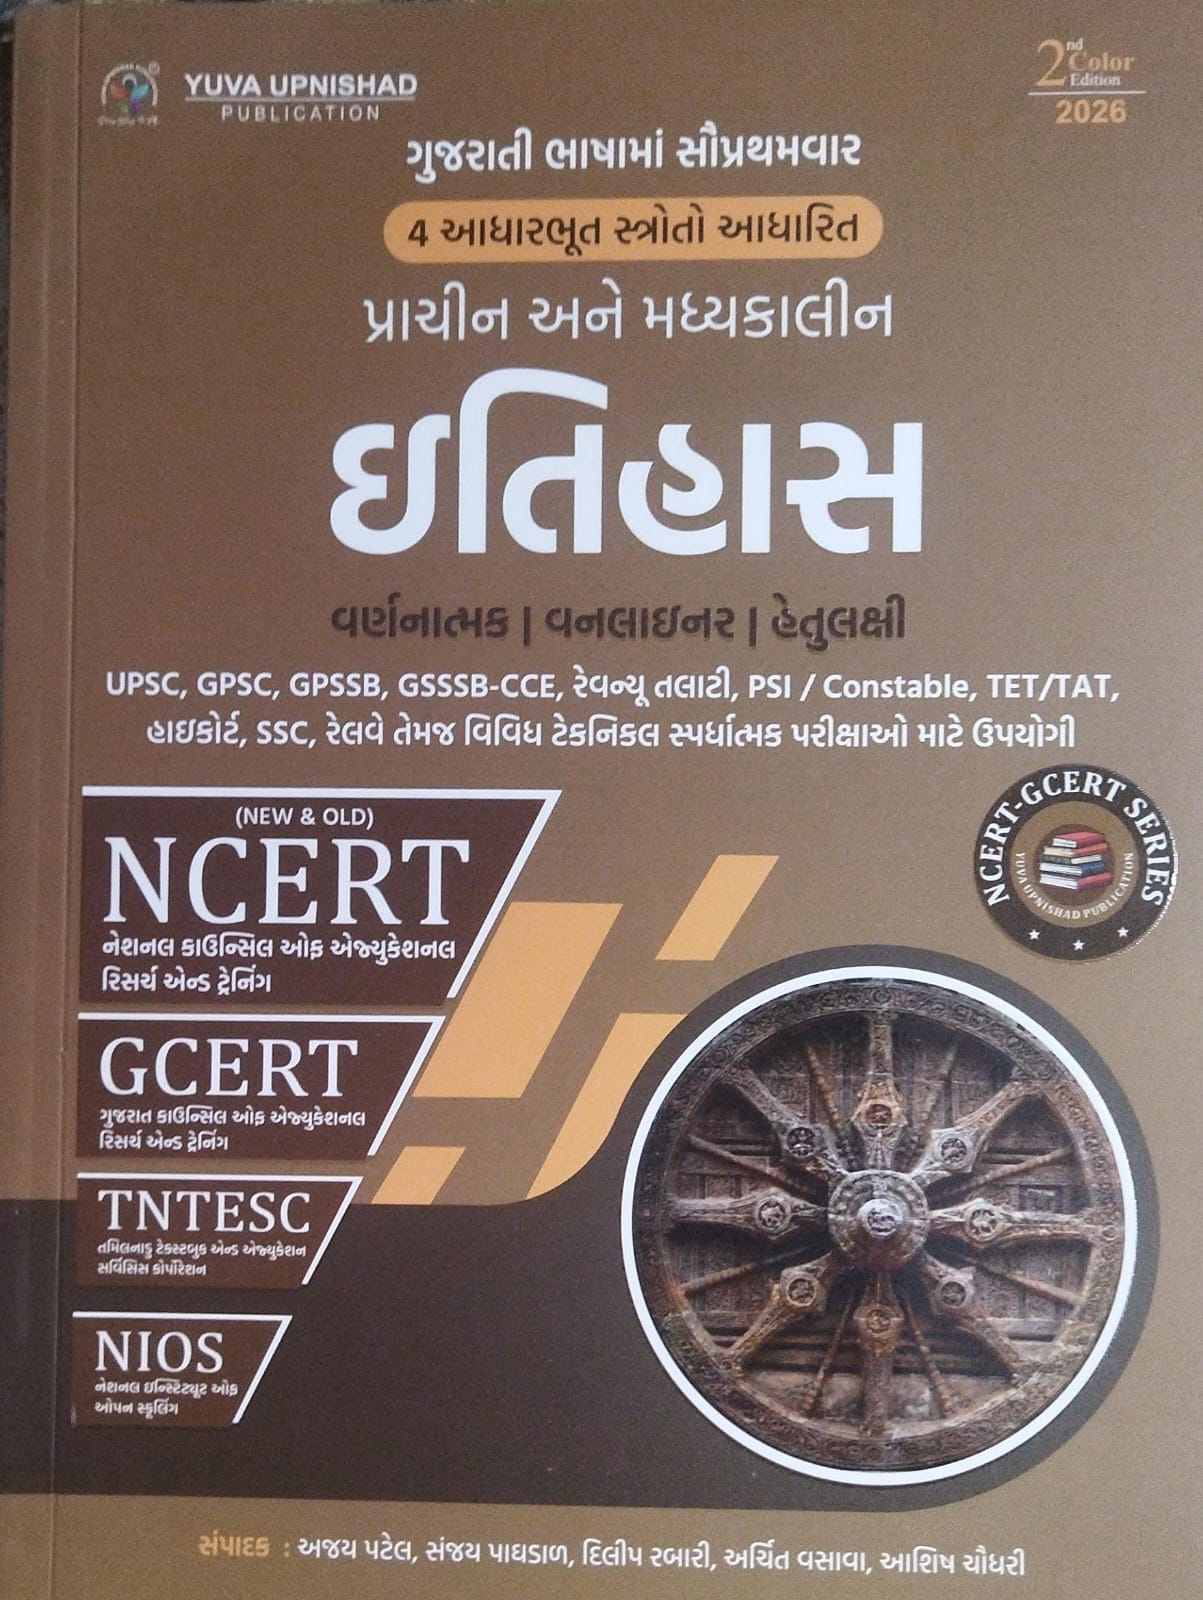 YUVA UPNISHAD
PUBLICATION
2nd Color Edition
2026
ગુજરાતી ભાષામાં સૌપ્રથમવાર
4 આધારભૂત સ્ત્રોતો આધારિત
પ્રાચીન અને મધ્યકાલીન
ઇતિહાસ
વર્ણનાત્મક | વનલાઇનર | હેતુલક્ષી
UPSC, GPSC, GPSSB, GSSSB-CCE, રેવન્યૂ તલાટી, PSI / Constable, TET/TAT,
હાઇકોર્ટ, SSC, રેલવે તેમજ વિવિધ ટેકનિકલ સ્પર્ધાત્મક પરીક્ષાઓ માટે ઉપયોગી
(NEW & OLD)
NCERT
નેશનલ કાઉન્સિલ ઓફ એજ્યુકેશનલ
રિસર્ચ એન્ડ ટ્રેનિંગ
NCERT-GCERT SERIES
YUVA UPNISHAD PUBLICATION
GCERT
ગુજરાત કાઉન્સિલ ઓફ એજ્યુકેશનલ
રિસર્ચ એન્ડ ટ્રેનિંગ
TNTESC
તમિલનાડુ ટેક્સ્ટબુક એન્ડ એજ્યુકેશન
સર્વિસિસ કોર્પોરેશન
NIOS
નેશનલ ઇન્સ્ટિટ્યૂટ ઓફ
ઓપન સ્કૂલિંગ
સંપાદક : અજય પટેલ, સંજય પાઘડાળ, દિલીપ રબારી, અર્ચિત વસાવા, આશિષ ચૌધરી